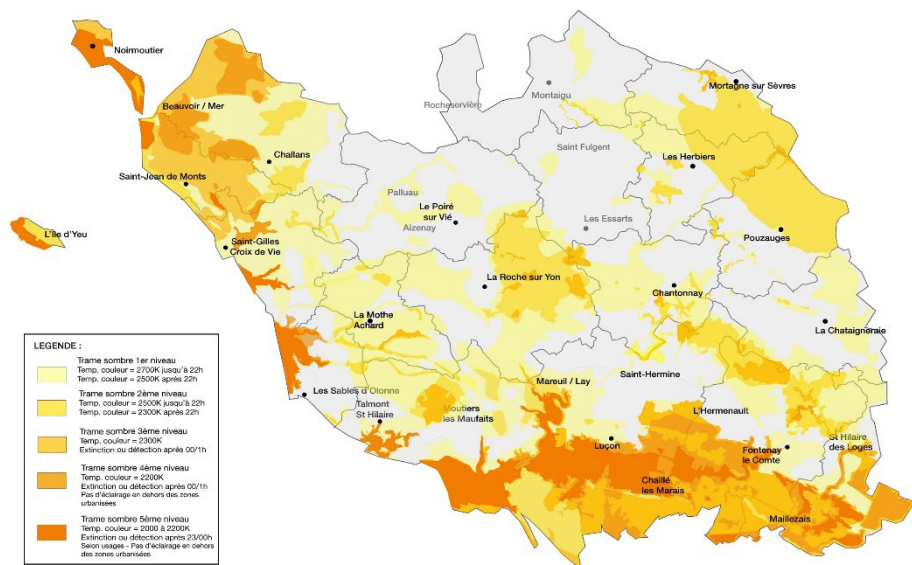 Noirmoutier
Mortagne sur Sèvres
Montaigu
Rocheservière
Beauvoir / Mer
Saint Fulgent
Challans
Les Herbiers
Saint-Jean de Monts
Palluau
Le Poiré
sur Vié
L'île d'Yeu
Aizenay
Les Essarts
Pouzauges
Saint-Gilles
Croix de Vie
La Roche sur Yon
Chantonnay
La Mothe
Achard
La Chataigneraie
LEGENDE :
Trame sombre 1er niveau
Temp. couleur = 2700K jusqu'à 22h
Temp. couleur = 2500K après 22h
Trame sombre 2ème niveau
Temp. couleur = 2500K jusqu'à 22h
Temp. couleur = 2300K après 22h
Trame sombre 3ème niveau
Temp. couleur = 2300K
Extinction ou détection après 00/1h
Trame sombre 4ème niveau
Temp. couleur = 2200K
Extinction ou détection après 00/1h
Pas d'éclairage en dehors des zones
urbanisées
Trame sombre 5ème niveau
Temp. couleur = 2000 à 2200K
Extinction ou détection après 23/00h
Selon usages - Pas d'éclairage en dehors
des zones urbanisées
Saint-Hermine
Mareuil / Lay
Les Sables d'Olonne
Talmont
St Hilaire
Moutiers
les Maufaits
L'Hermenault
Luçon
St Hilaire
des Loges
Fontenay
le Comte
Chaillé
les Marais
Maillezais